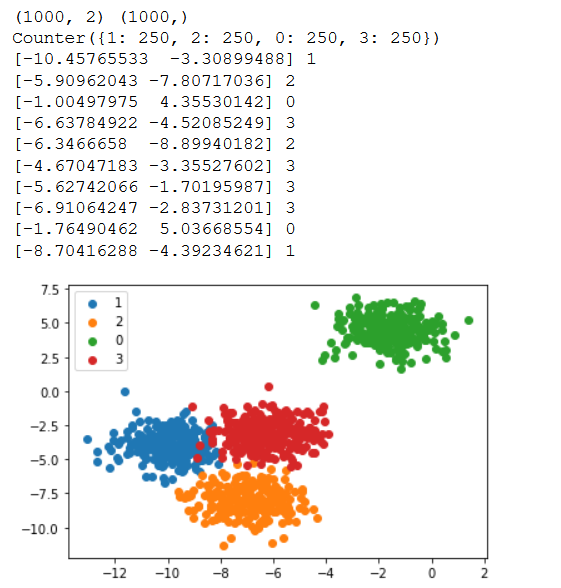 (1000, 2) (1000,)
Counter({1: 250, 2: 250, 0: 250, 3: 250})
[-10.45765533  -3.30899488] 1
[-5.90962043 -7.80717036] 2
[-1.00497975  4.35530142] 0
[-6.63784922 -4.52085249] 3
[-6.3466658  -8.89940182] 2
[-4.67047183 -3.35527602] 3
[-5.62742066 -1.70195987] 3
[-6.91064247 -2.83731201] 3
[-1.76490462  5.03668554] 0
[-8.70416288 -4.39234621] 1
7.5
5.0
2.5
0.0
−2.5
−5.0
−7.5
−10.0
1
2
0
3
−12 −10 −8 −6 −4 −2 0 2